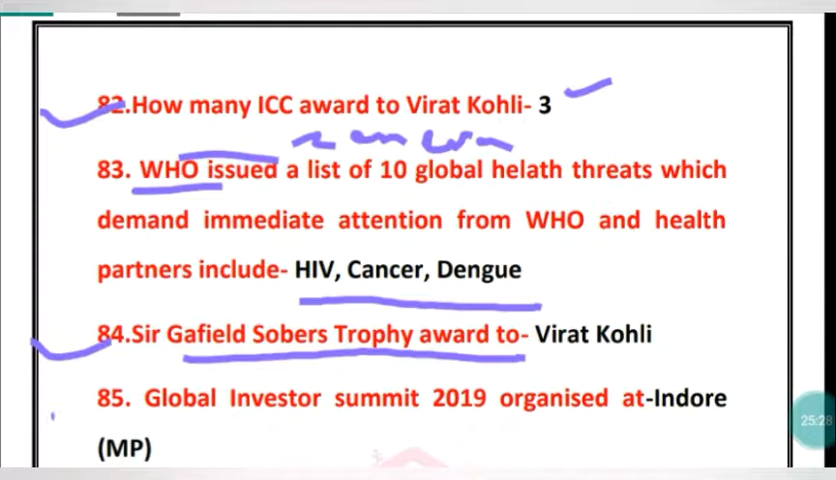 82.How many ICC award to Virat Kohli- 3
83. WHO issued a list of 10 global helath threats which
demand immediate attention from WHO and health
partners include- HIV, Cancer, Dengue
84.Sir Gafield Sobers Trophy award to- Virat Kohli
85. Global Investor summit 2019 organised at-Indore
(MP)
25:28